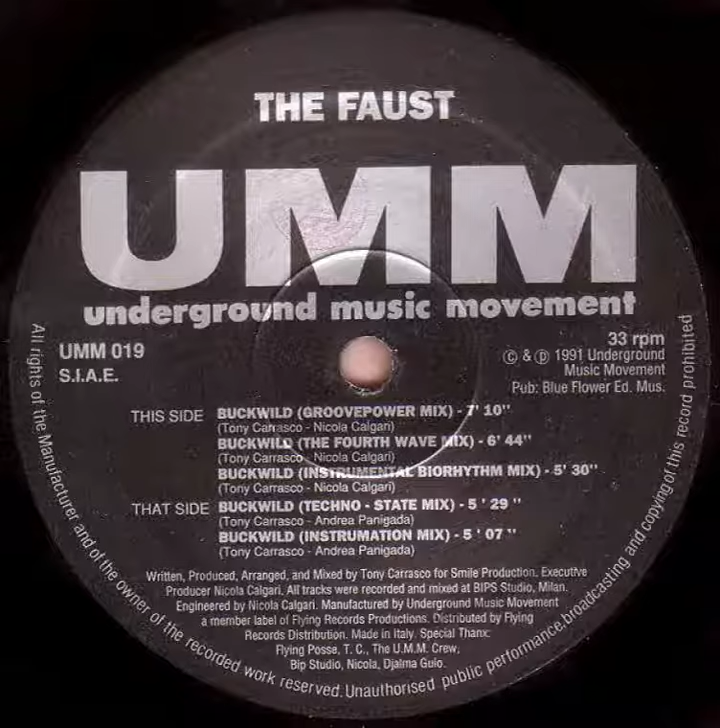 THE FAUST
UMM
underground music movement
UMM 019
S.I.A.E.
33 rpm
© & ℗ 1991 Underground
Music Movement
Pub: Blue Flower Ed. Mus.
THIS SIDE BUCKWILD (GROOVEPOWER MIX) - 7' 10"
(Tony Carrasco - Nicola Calgari)
BUCKWILD (THE FOURTH WAVE MIX) - 6' 44"
(Tony Carrasco - Nicola Calgari)
BUCKWILD (INSTRUMENTAL BIORHYTHM MIX) - 5' 30"
(Tony Carrasco - Nicola Calgari)
THAT SIDE BUCKWILD (TECHNO - STATE MIX) - 5 ' 29 "
(Tony Carrasco - Andrea Panigada)
BUCKWILD (INSTRUMATION MIX) - 5 ' 07 "
(Tony Carrasco - Andrea Panigada)
Written, Produced, Arranged, and Mixed by Tony Carrasco for Smile Production. Executive
Producer Nicola Calgari. All tracks were recorded and mixed at BIPS Studio, Milan.
Engineered by Nicola Calgari. Manufactured by Underground Music Movement
a member label of Flying Records Productions. Distributed by Flying
Records Distribution. Made in Italy. Special Thanx:
Flying Posse, T. C., The U.M.M. Crew,
Bip Studio, Nicola, Djalma Guio.
All rights of the Manufacturer and of the owner of the recorded work reserved. Unauthorised public performance, broadcasting and copying of this record prohibited